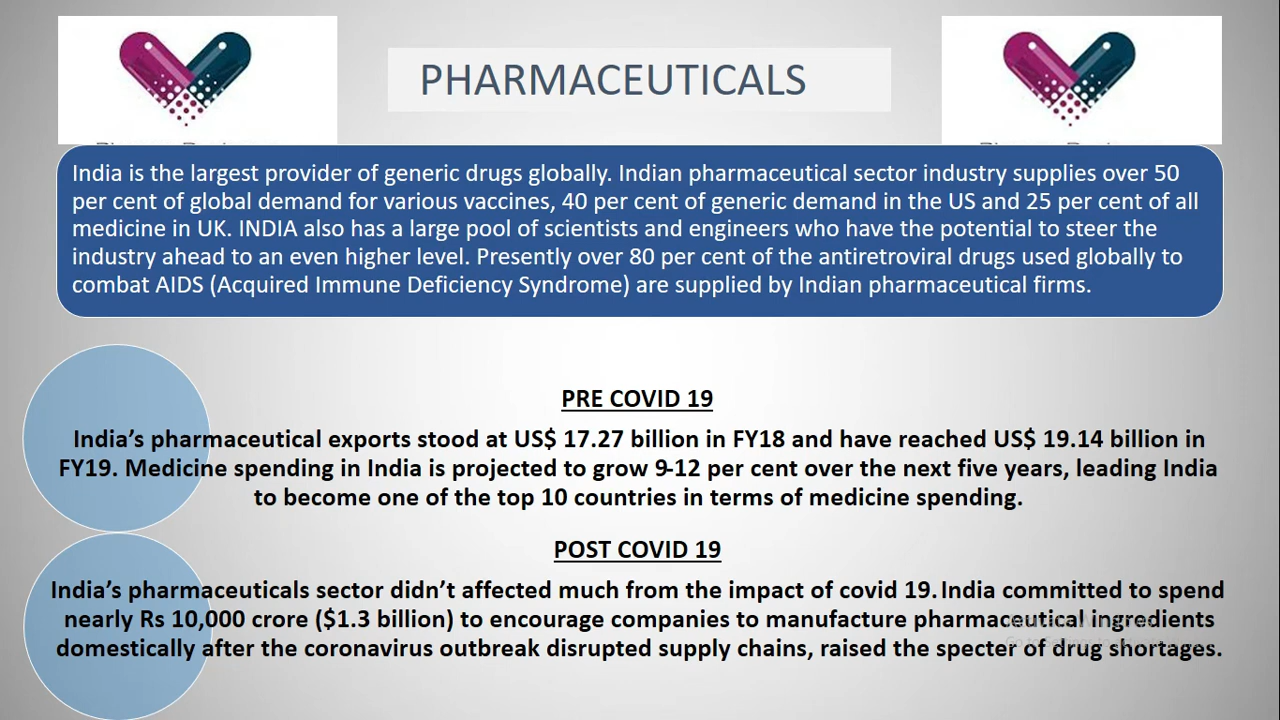 PHARMACEUTICALS
India is the largest provider of generic drugs globally. Indian pharmaceutical sector industry supplies over 50
per cent of global demand for various vaccines, 40 per cent of generic demand in the US and 25 per cent of all
medicine in UK. INDIA also has a large pool of scientists and engineers who have the potential to steer the
industry ahead to an even higher level. Presently over 80 per cent of the antiretroviral drugs used globally to
combat AIDS (Acquired Immune Deficiency Syndrome) are supplied by Indian pharmaceutical firms.
PRE COVID 19
India’s pharmaceutical exports stood at US$ 17.27 billion in FY18 and have reached US$ 19.14 billion in
FY19. Medicine spending in India is projected to grow 9-12 per cent over the next five years, leading India
to become one of the top 10 countries in terms of medicine spending.
POST COVID 19
India’s pharmaceuticals sector didn’t affected much from the impact of covid 19. India committed to spend
nearly Rs 10,000 crore ($1.3 billion) to encourage companies to manufacture pharmaceutical ingredients
domestically after the coronavirus outbreak disrupted supply chains, raised the specter of drug shortages.